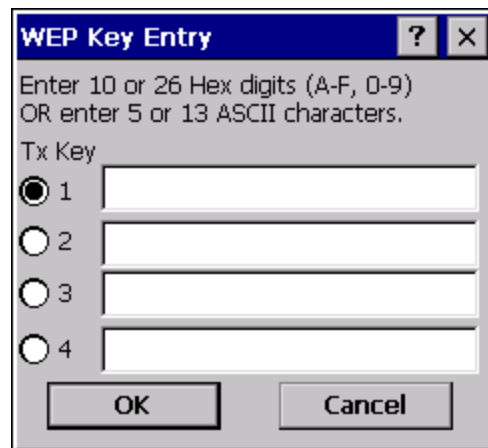 WEP Key Entry ? ×
Enter 10 or 26 Hex digits (A-F, 0-9)
OR enter 5 or 13 ASCII characters.
Tx Key
1
2
3
4
OK Cancel